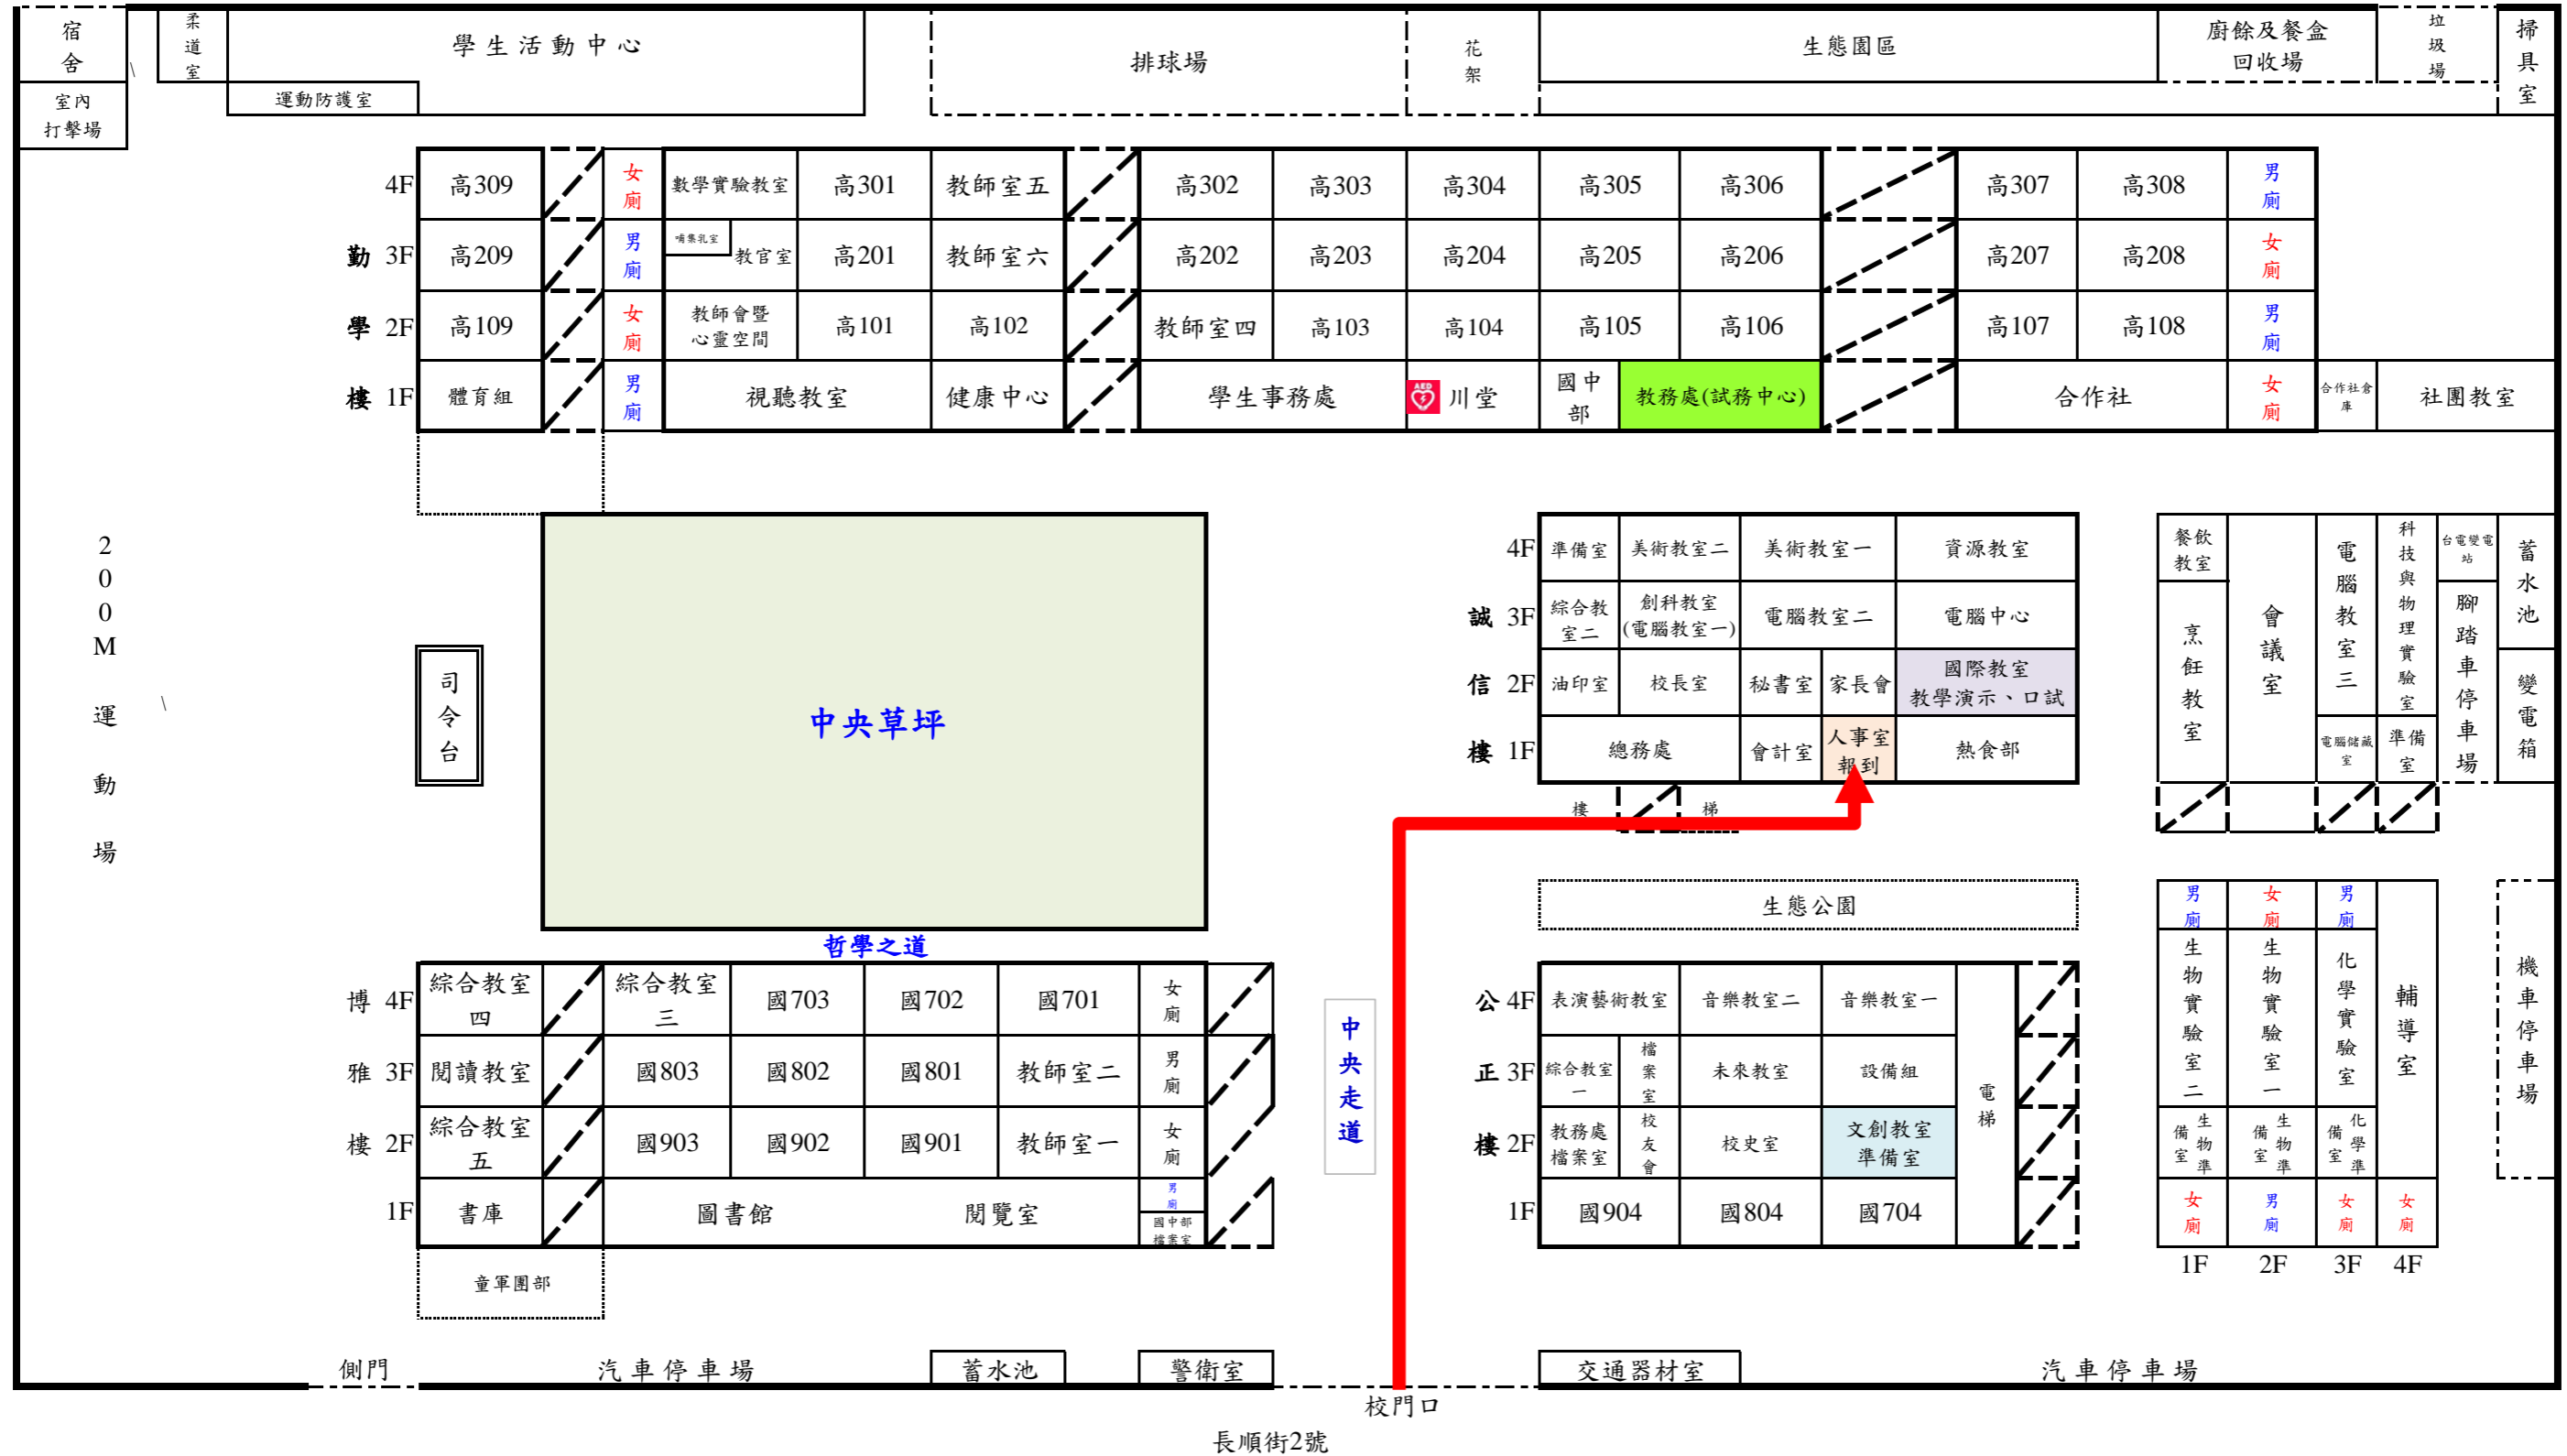 宿舍
柔道室
學生活動中心
排球場
花架
生態園區
廚餘及餐盒
回收場
垃圾場
掃具室
室內
打擊場
運動防護室
4F
高309
女廁
數學實驗教室
高301
教師室五
高302
高303
高304
高305
高306
高307
高308
男廁
勤 3F
高209
男廁
哺集乳室
教官室
高201
教師室六
高202
高203
高204
高205
高206
高207
高208
女廁
學 2F
高109
女廁
教師會暨
心靈空間
高101
高102
教師室四
高103
高104
高105
高106
高107
高108
男廁
樓 1F
體育組
男廁
視聽教室
健康中心
學生事務處
AED
川堂
國中
部
教務處(試務中心)
合作社
女廁
合作社倉
庫
社團教室
200M 運動場
司令台
中央草坪
哲學之道
4F
準備室
美術教室二
美術教室一
資源教室
誠 3F
綜合教
室二
創科教室
(電腦教室一)
電腦教室二
電腦中心
信 2F
油印室
校長室
秘書室
家長會
國際教室
教學演示、口試
樓 1F
總務處
會計室
人事室
報到
熱食部
樓
梯
餐飲
教室
烹飪教室
會議室
電腦教室三
電腦儲藏
室
科技與物理實驗室
準備
室
台電變電
站
腳踏車停車場
蓄水池
變電箱
生態公園
博 4F
綜合教室
四
綜合教室
三
國703
國702
國701
女廁
雅 3F
閱讀教室
國803
國802
國801
教師室二
男廁
樓 2F
綜合教室
五
國903
國902
國901
教師室一
女廁
1F
書庫
圖書館
閱覽室
男廁
國中部
檔案室
童軍團部
中央走道
公 4F
表演藝術教室
音樂教室二
音樂教室一
正 3F
綜合教室
一
檔案室
未來教室
設備組
電梯
樓 2F
教務處
檔案室
校友會
校史室
文創教室
準備室
1F
國904
國804
國704
男廁
女廁
男廁
生物實驗室二
生物實驗室一
化學實驗室
輔導室
生物準備室
生物準備室
化學準備室
女廁
男廁
女廁
女廁
1F
2F
3F
4F
機車停車場
側門
汽車停車場
蓄水池
警衛室
交通器材室
汽車停車場
校門口
長順街2號